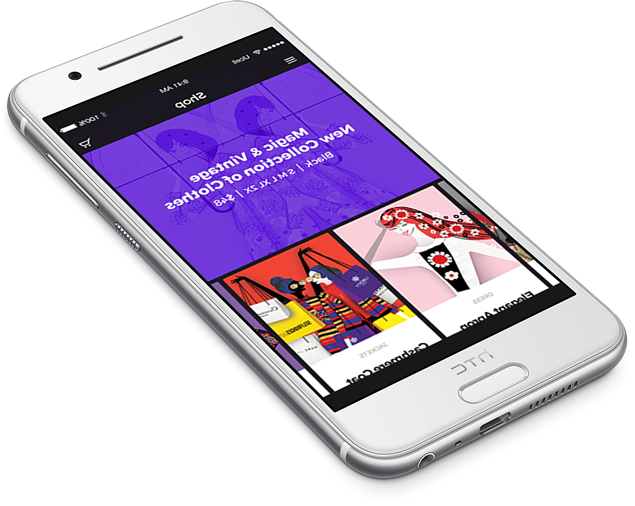 Ucell 9:41 AM 100%
Shop
Magic & Vintage
New Collection of Clothes
Black | S M L XL 2X | $48
DRESS
Elegant Apron
JACKETS
Cashmere Coat
hTC